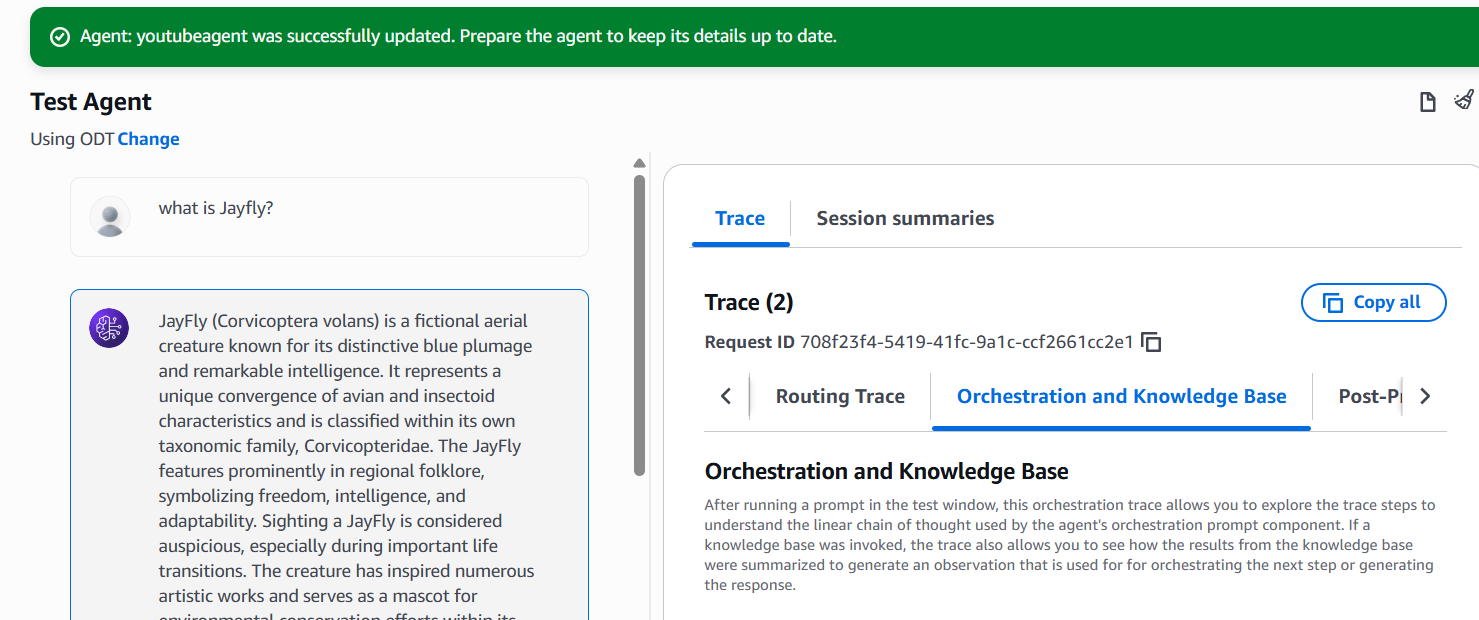 Agent: youtubeagent was successfully updated. Prepare the agent to keep its details up to date.
Test Agent
Using ODT Change
what is Jayfly?
JayFly (Corvicoptera volans) is a fictional aerial
creature known for its distinctive blue plumage
and remarkable intelligence. It represents a
unique convergence of avian and insectoid
characteristics and is classified within its own
taxonomic family, Corvicopteridae. The JayFly
features prominently in regional folklore,
symbolizing freedom, intelligence, and
adaptability. Sighting a JayFly is considered
auspicious, especially during important life
transitions. The creature has inspired numerous
artistic works and serves as a mascot for
environmental conservation efforts within its
Trace
Session summaries
Trace (2)
Copy all
Request ID 708f23f4-5419-41fc-9a1c-ccf2661cc2e1
Routing Trace
Orchestration and Knowledge Base
Post-P
Orchestration and Knowledge Base
After running a prompt in the test window, this orchestration trace allows you to explore the trace steps to
understand the linear chain of thought used by the agent's orchestration prompt component. If a
knowledge base was invoked, the trace also allows you to see how the results from the knowledge base
were summarized to generate an observation that is used for for orchestrating the next step or generating
the response.